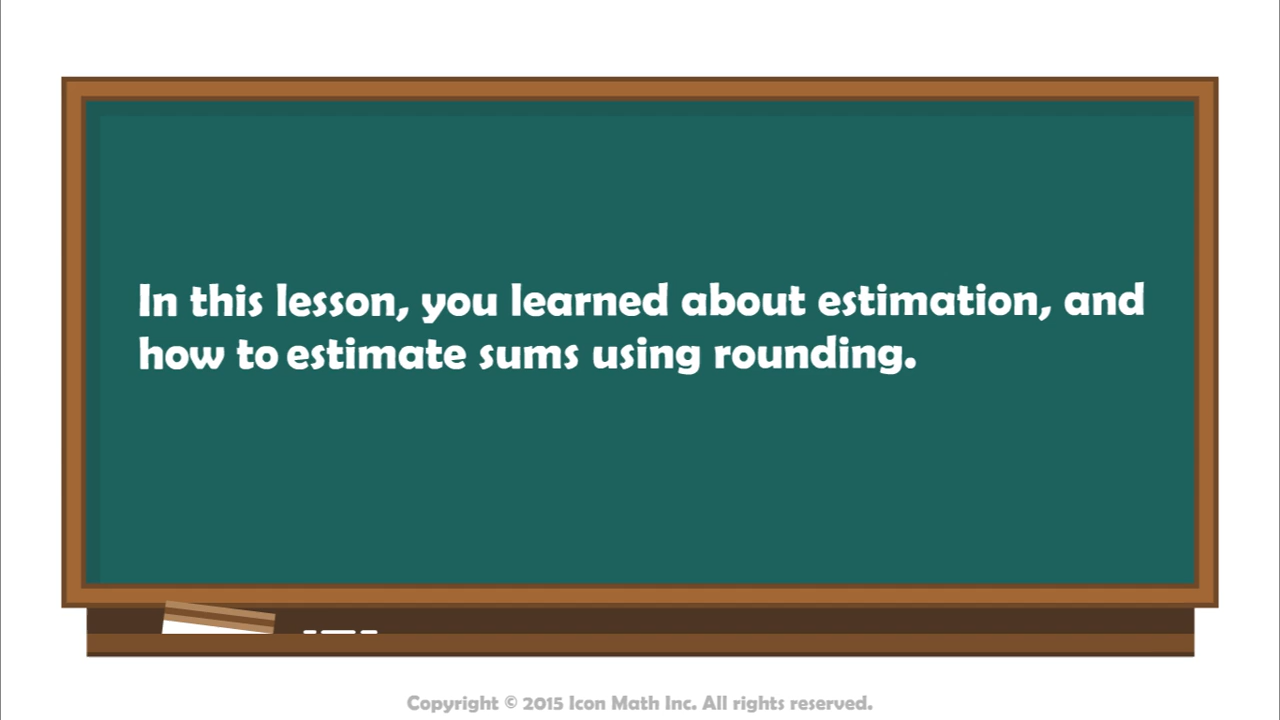 In this lesson, you learned about estimation, and
how to estimate sums using rounding.
Copyright © 2015 Icon Math Inc. All rights reserved.